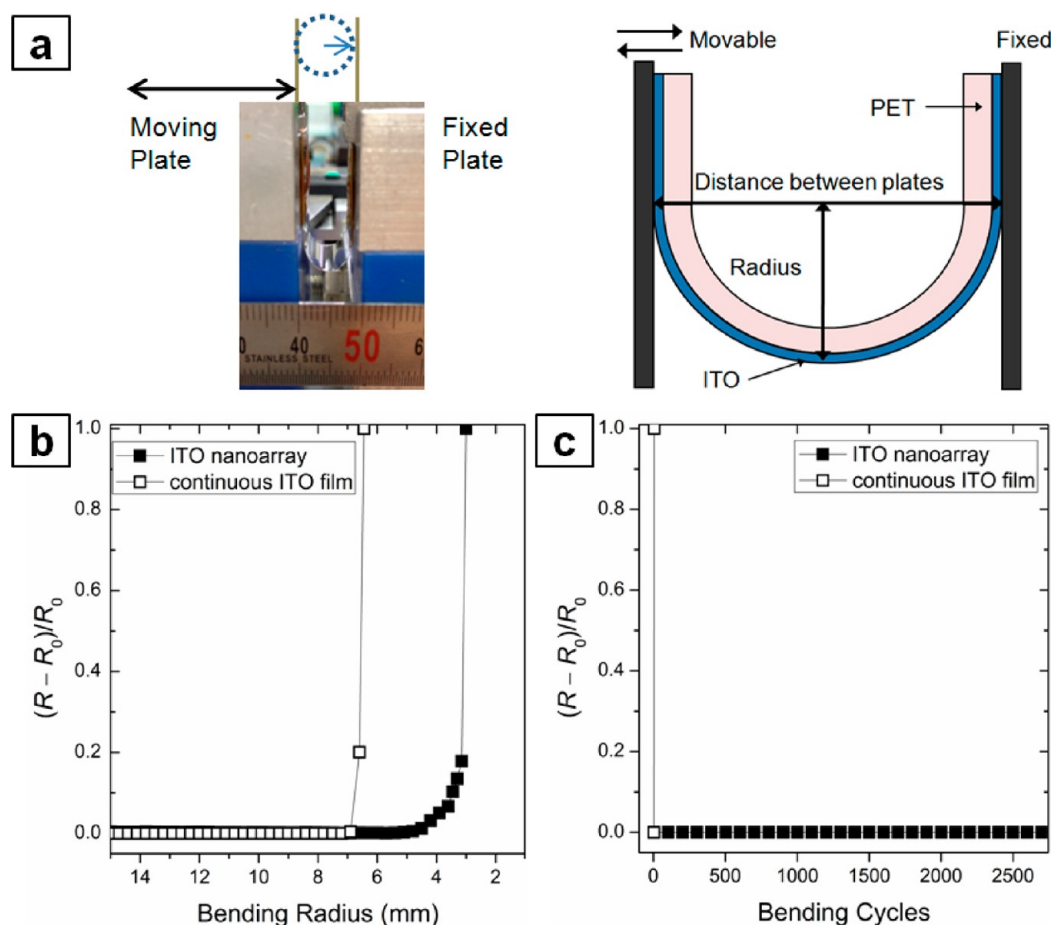 a
Moving
Plate
Fixed
Plate
40
50
6
STAINLESS STEEL
Movable
Fixed
PET
Distance between plates
Radius
ITO
b
ITO nanoarray
continuous ITO film
1.0
0.8
0.6
0.4
0.2
0.0
(R – R₀)/R₀
14 12 10 8 6 4 2
Bending Radius (mm)
c
ITO nanoarray
continuous ITO film
1.0
0.8
0.6
0.4
0.2
0.0
(R – R₀)/R₀
0 500 1000 1500 2000 2500
Bending Cycles